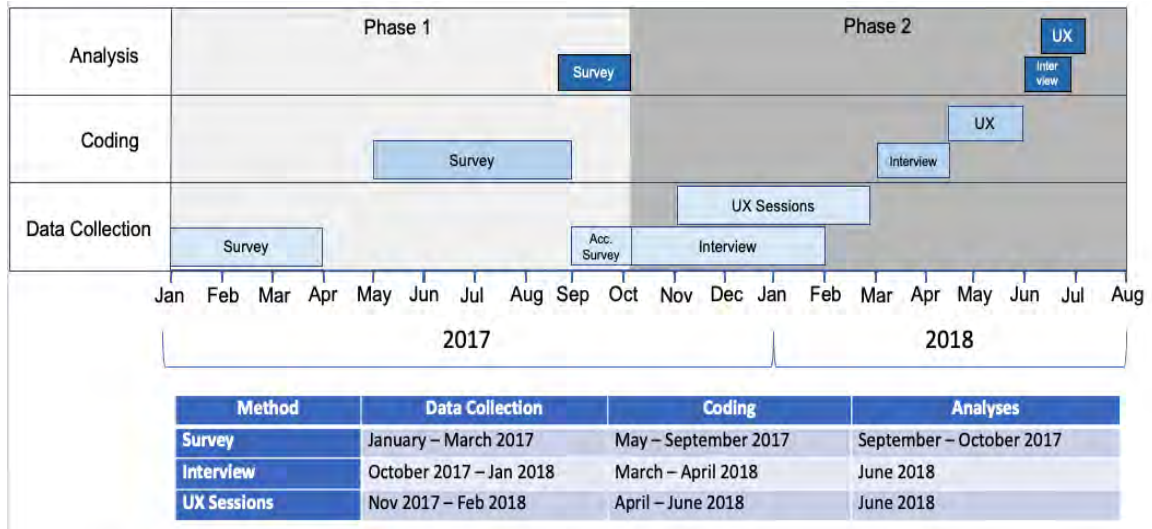 Phase 1
Phase 2
UX
Analysis
Survey
Inter
view
UX
Coding
Survey
Interview
UX Sessions
Data Collection
Survey
Acc.
Survey
Interview
Jan Feb Mar Apr May Jun Jul Aug Sep Oct Nov Dec Jan Feb Mar Apr May Jun Jul Aug
2017 2018
Method Data Collection Coding Analyses
Survey January – March 2017 May – September 2017 September – October 2017
Interview October 2017 – Jan 2018 March – April 2018 June 2018
UX Sessions Nov 2017 – Feb 2018 April – June 2018 June 2018